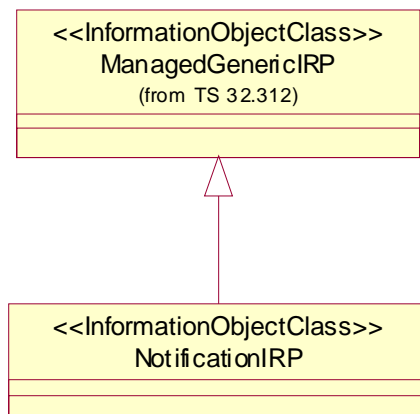 <<InformationObjectClass>>
ManagedGenericIRP
(from TS 32.312)
<<InformationObjectClass>>
NotificationIRP